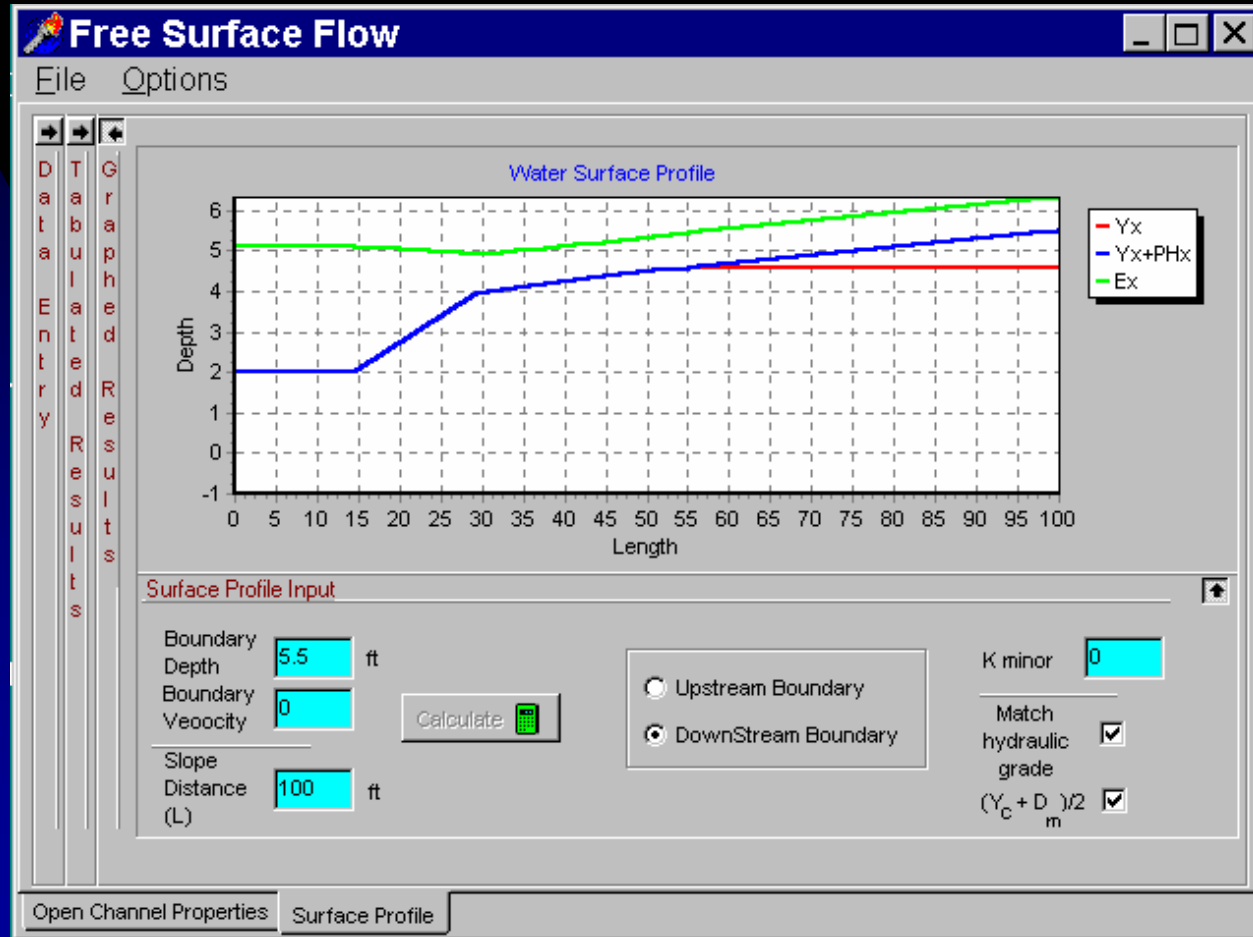 Free Surface Flow
File Options
Data Entry
Tabulated Results
Graphed Results
Water Surface Profile
Depth
6
5
4
3
2
1
0
-1
0 5 10 15 20 25 30 35 40 45 50 55 60 65 70 75 80 85 90 95 100
Length
Yx
Yx+PHx
Ex
Surface Profile Input
Boundary
Depth 5.5 ft
Boundary
Veoocity 0
Slope
Distance 100 ft
(L)
Calculate
Upstream Boundary
DownStream Boundary
K minor 0
Match
hydraulic
grade
(Y_C + D_m)/2
Open Channel Properties Surface Profile